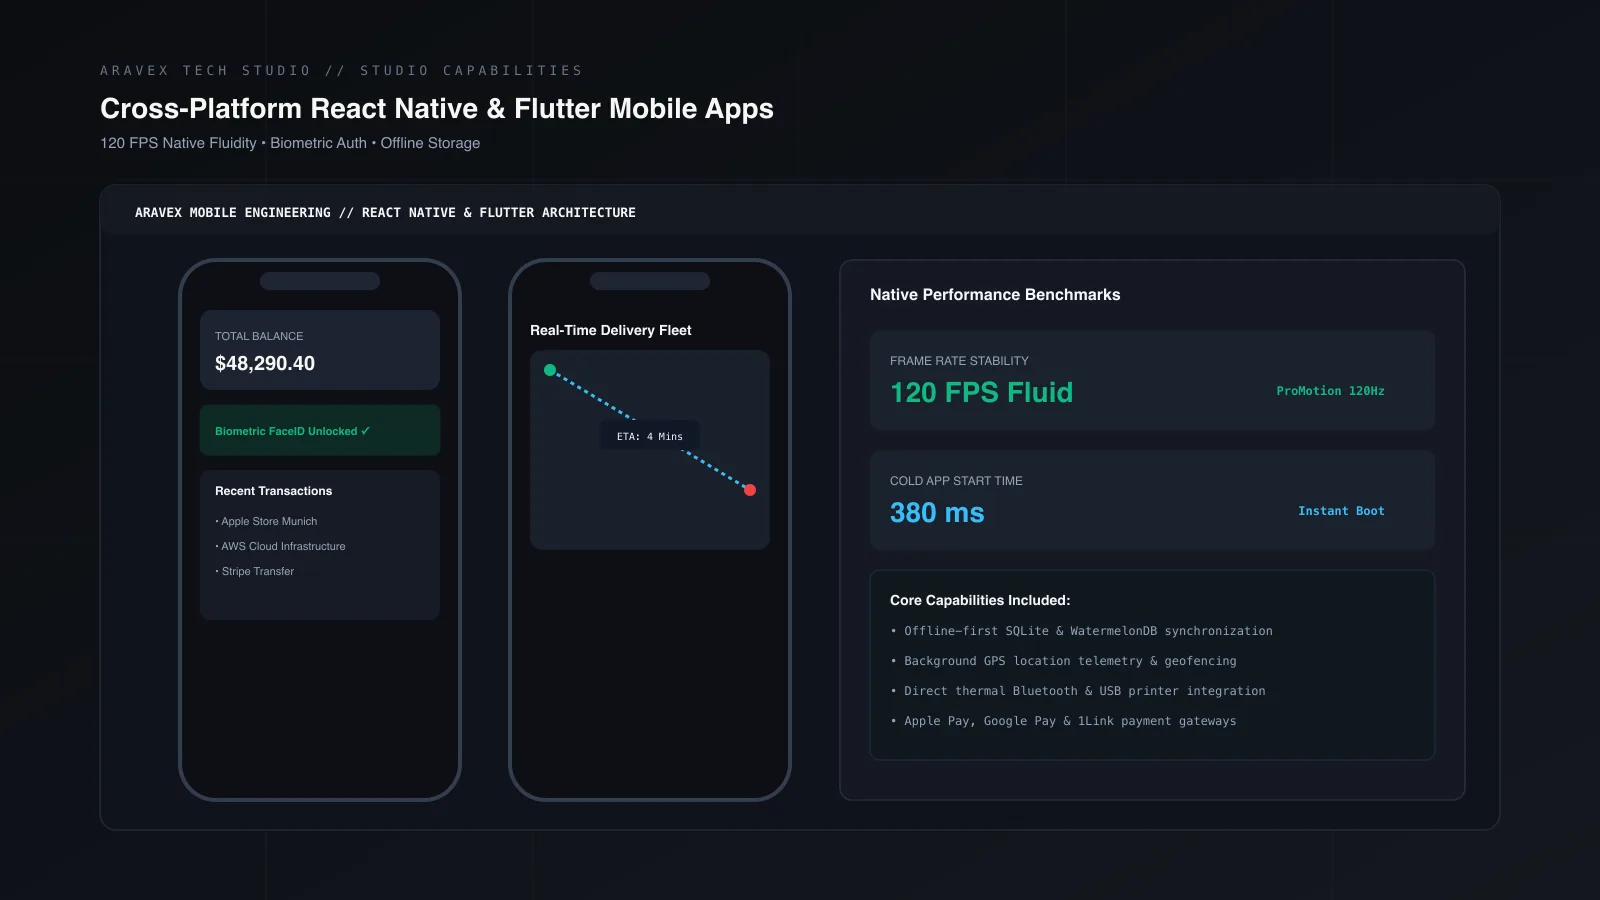 ARAVEX TECH STUDIO // STUDIO CAPABILITIES
Cross-Platform React Native & Flutter Mobile Apps
120 FPS Native Fluidity • Biometric Auth • Offline Storage
ARAVEX MOBILE ENGINEERING // REACT NATIVE & FLUTTER ARCHITECTURE
TOTAL BALANCE
$48,290.40
Biometric FaceID Unlocked ✓
Recent Transactions
• Apple Store Munich
• AWS Cloud Infrastructure
• Stripe Transfer
Real-Time Delivery Fleet
ETA: 4 Mins
Native Performance Benchmarks
FRAME RATE STABILITY
120 FPS Fluid
ProMotion 120Hz
COLD APP START TIME
380 ms
Instant Boot
Core Capabilities Included:
• Offline-first SQLite & WatermelonDB synchronization
• Background GPS location telemetry & geofencing
• Direct thermal Bluetooth & USB printer integration
• Apple Pay, Google Pay & 1Link payment gateways